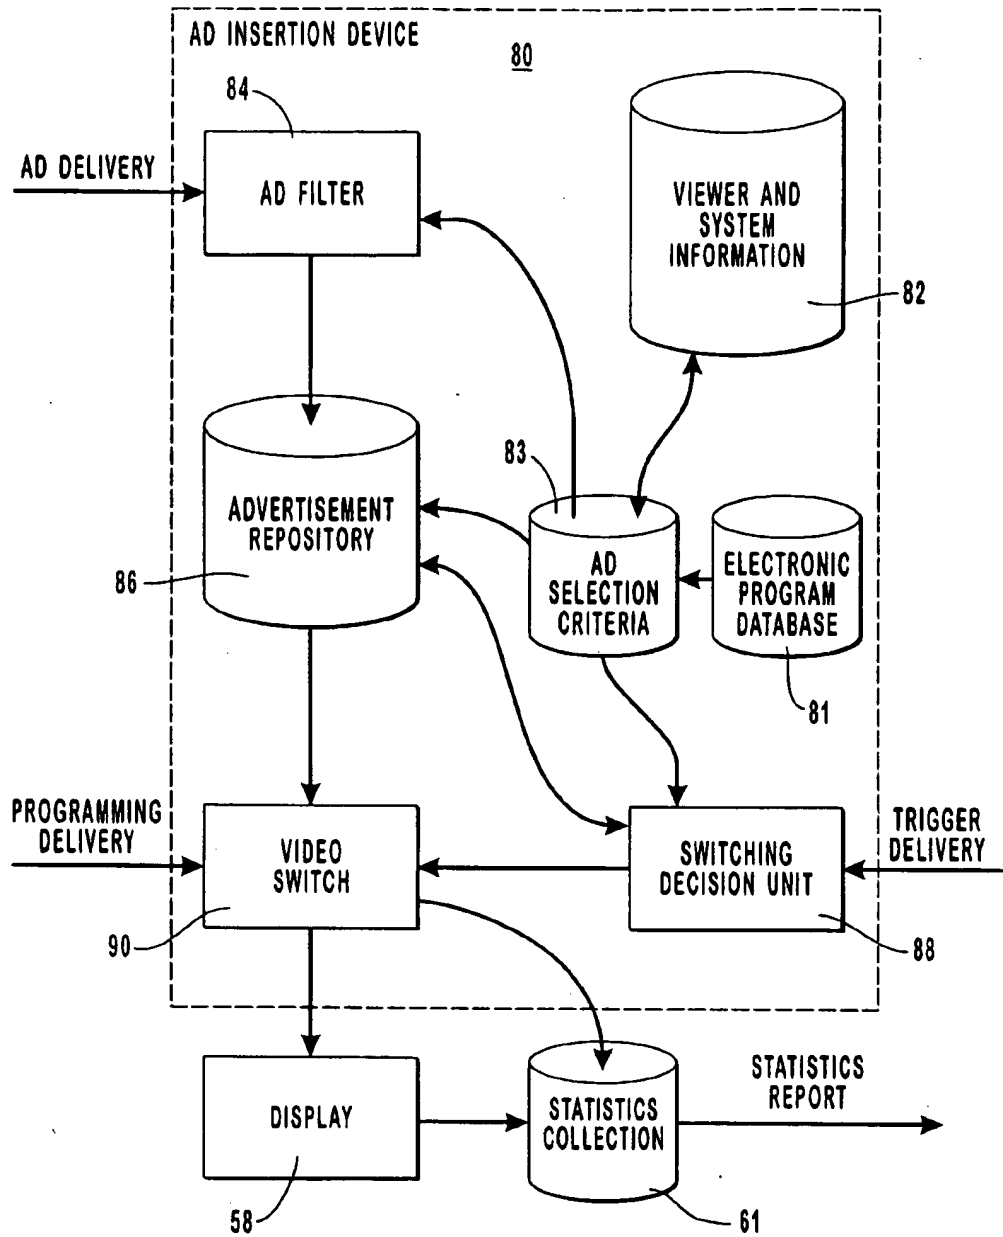 AD INSERTION DEVICE
80
84
AD DELIVERY
AD FILTER
VIEWER AND
SYSTEM
INFORMATION
82
83
ADVERTISEMENT
REPOSITORY
86
AD
SELECTION
CRITERIA
ELECTRONIC
PROGRAM
DATABASE
81
PROGRAMMING
DELIVERY
VIDEO
SWITCH
90
SWITCHING
DECISION UNIT
88
TRIGGER
DELIVERY
DISPLAY
58
STATISTICS
COLLECTION
61
STATISTICS
REPORT